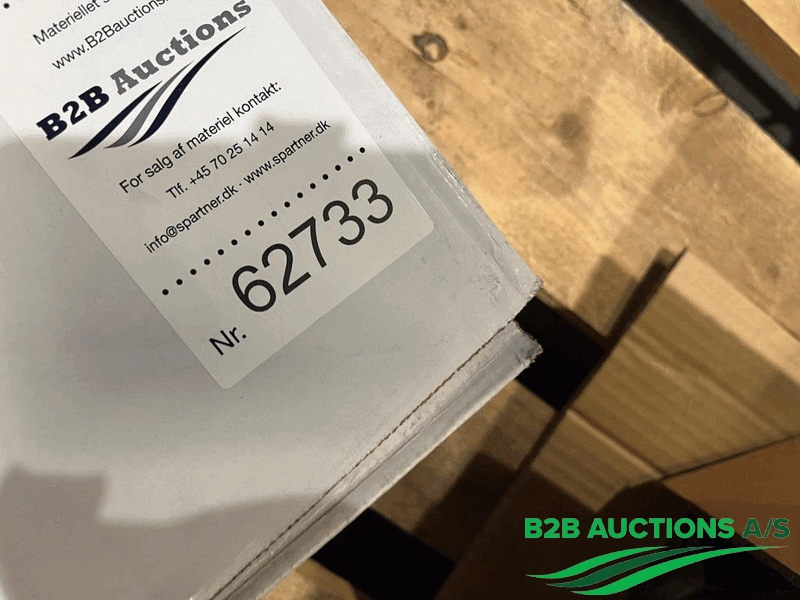 Materiellet
www.B2BAuctions.
B2B Auctions
For salg af materiel kontakt:
Tlf. +45 70 25 14 14
info@spartner.dk · www.spartner.dk
Nr. 62733
B2B AUCTIONS A/S